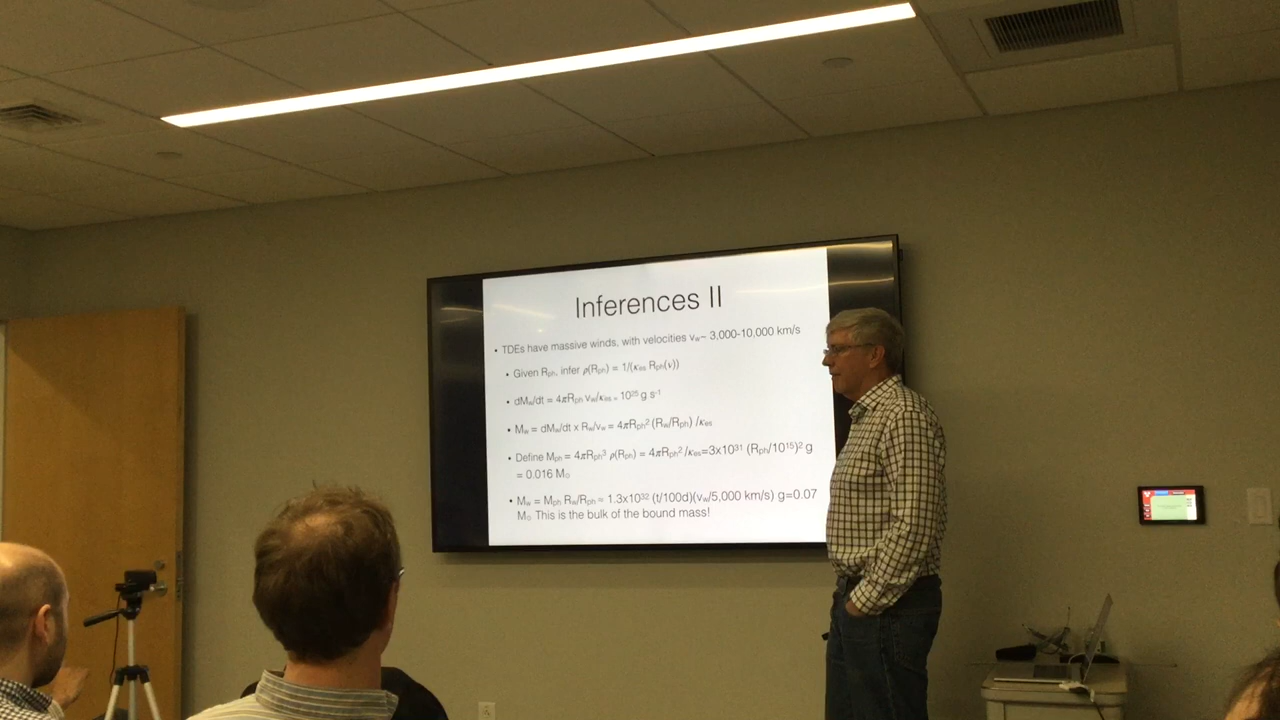 Inferences II
• TDEs have massive winds, with velocities vw~ 3,000-10,000 km/s
• Given Rph, infer ρ(Rph) = 1/(κes Rph(ν))
• dMw/dt = 4πRph vw/κes = 10²⁵ g s⁻¹
• Mw = dMw/dt x Rw/vw = 4πRph² (Rw/Rph) /κes
• Define Mph = 4πRph³ ρ(Rph) = 4πRph² /κes=3x10³¹ (Rph/10¹⁵)² g
= 0.016 M☉
• Mw = Mph Rw/Rph = 1.3x10³² (t/100d)(vw/5,000 km/s) g=0.07
M☉ This is the bulk of the bound mass!